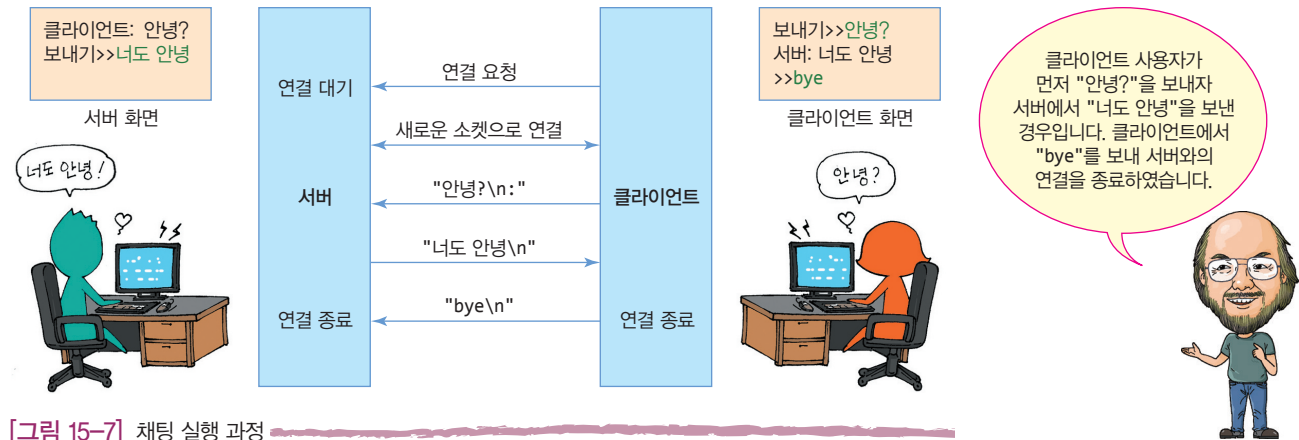 클라이언트: 안녕?
보내기>>너도 안녕
서버 화면
너도 안녕!
연결 대기
서버
연결 종료
연결 요청
새로운 소켓으로 연결
"안녕?\n:"
"너도 안녕\n"
"bye\n"
클라이언트
연결 종료
보내기>>안녕?
서버: 너도 안녕
>>bye
클라이언트 화면
안녕?
클라이언트 사용자가
먼저 "안녕?"을 보내자
서버에서 "너도 안녕"을 보낸
경우입니다. 클라이언트에서
"bye"를 보내 서버와의
연결을 종료하였습니다.
[그림 15-7] 채팅 실행 과정